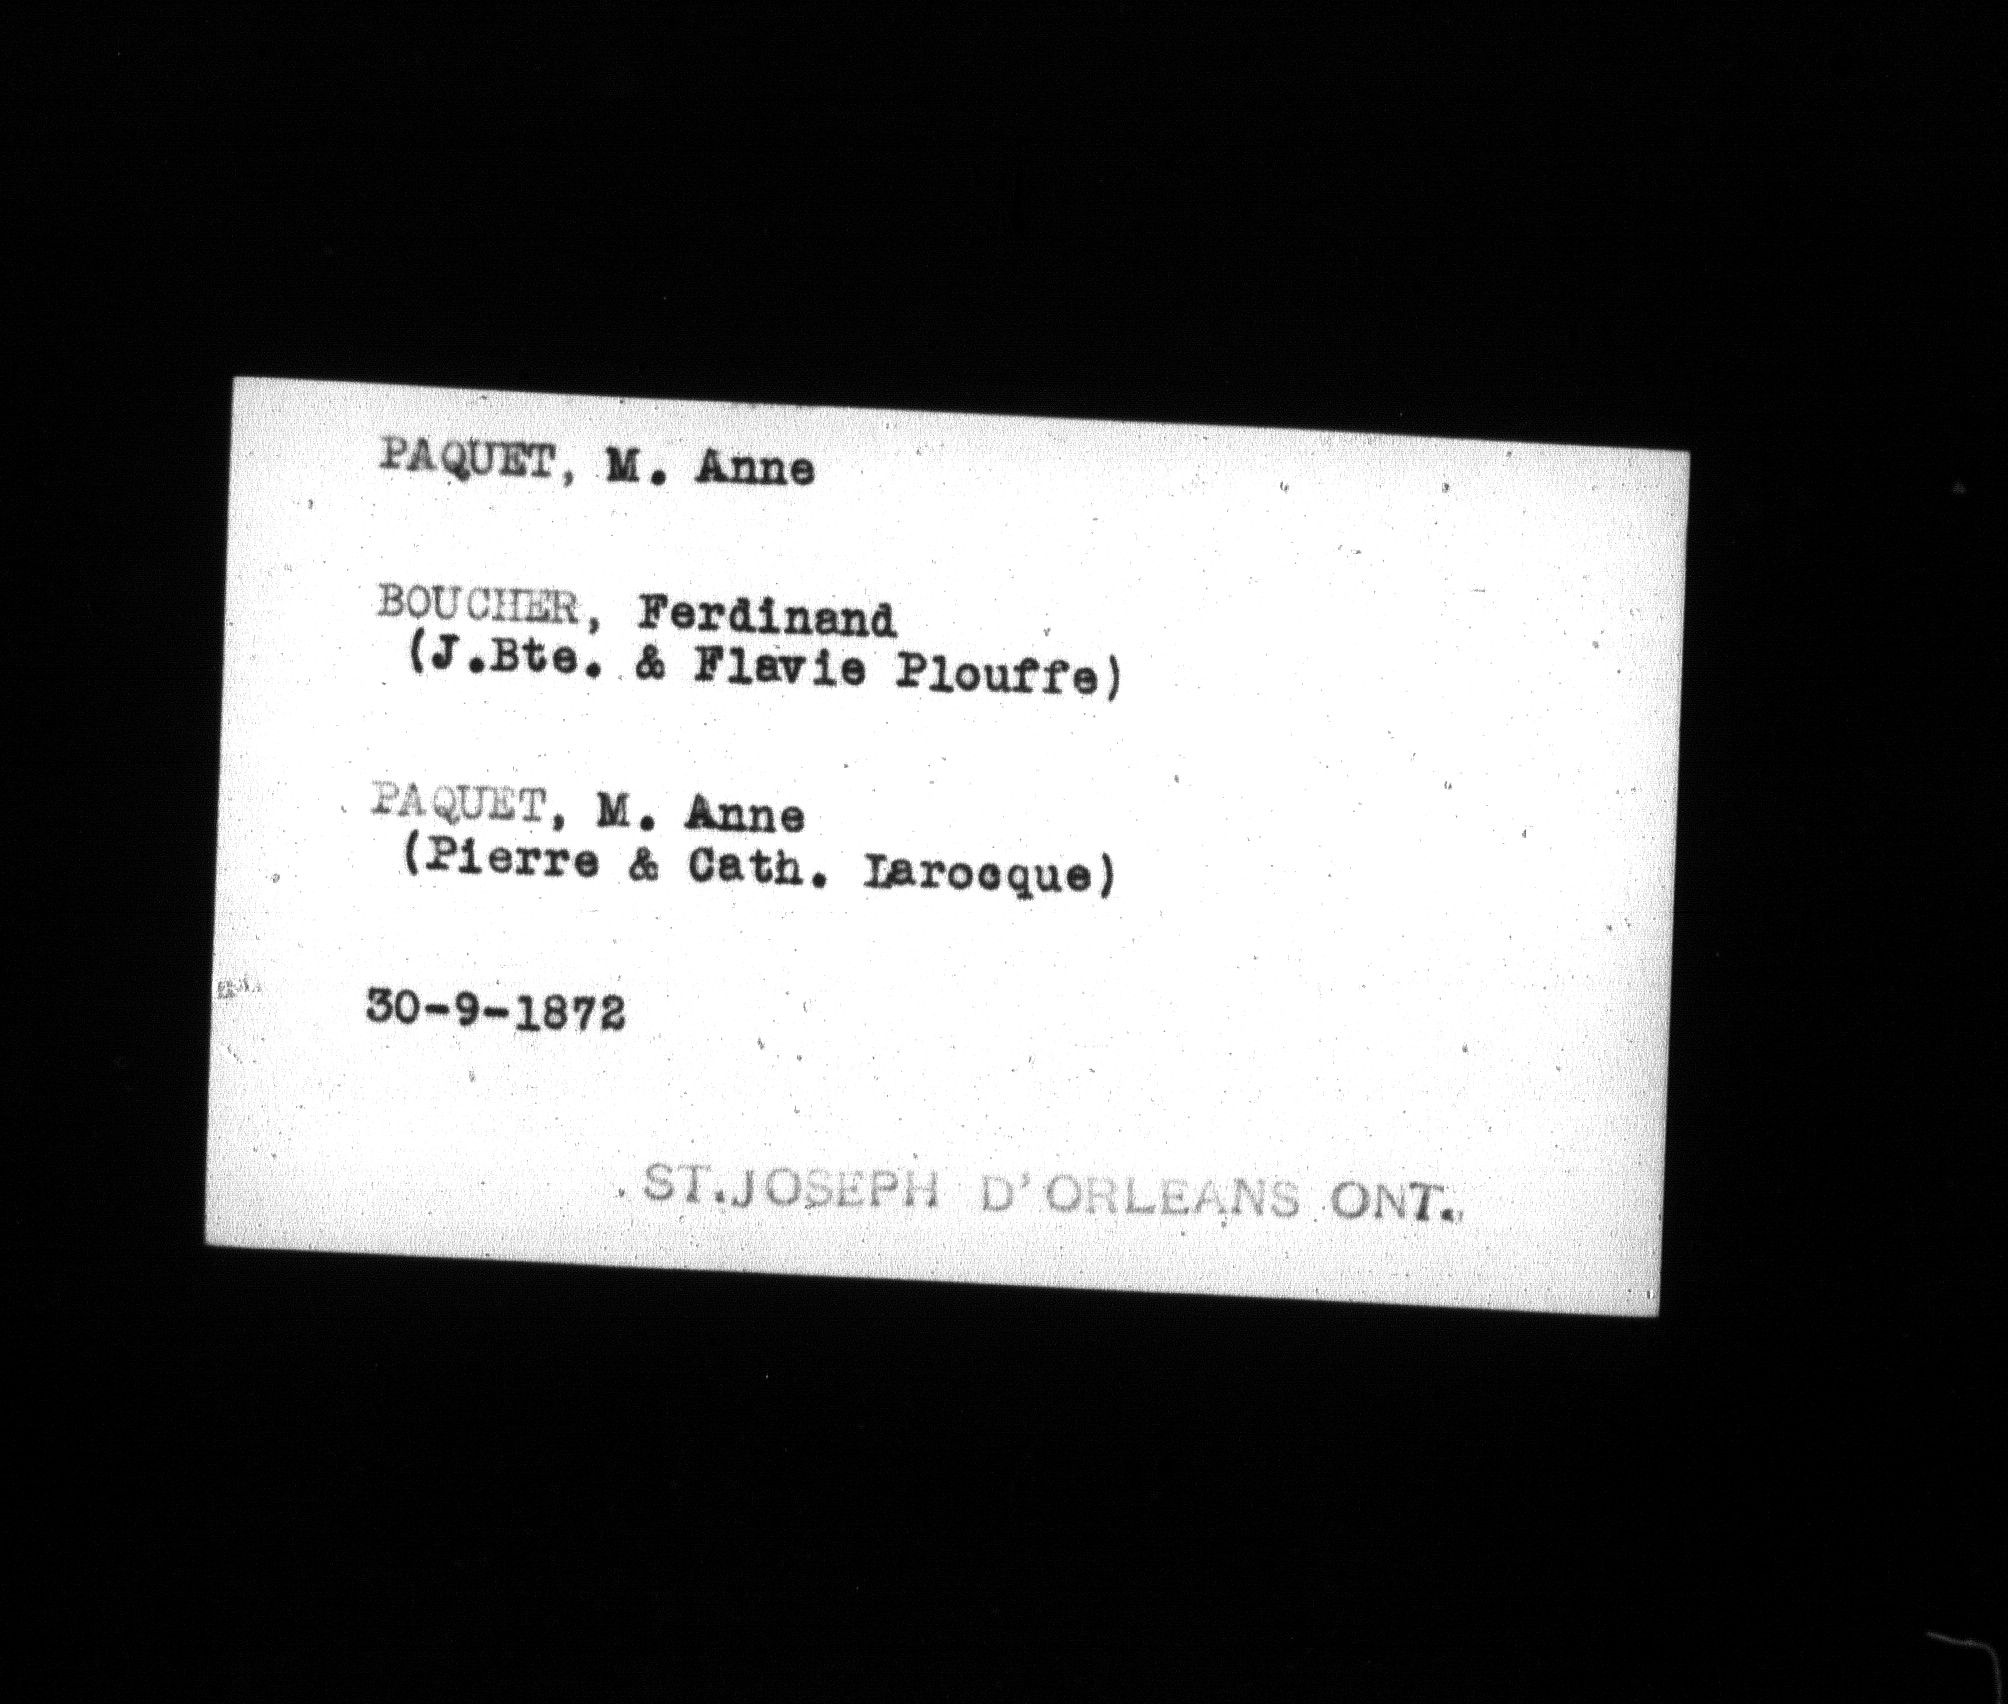 PAQUET, M. Anne
BOUCHER, Ferdinand
(J.Bte. & Flavie Plouffe)
PAQUET, M. Anne
(Pierre & Cath. Larocque)
30-9-1872
ST.JOSEPH D'ORLEANS ONT.